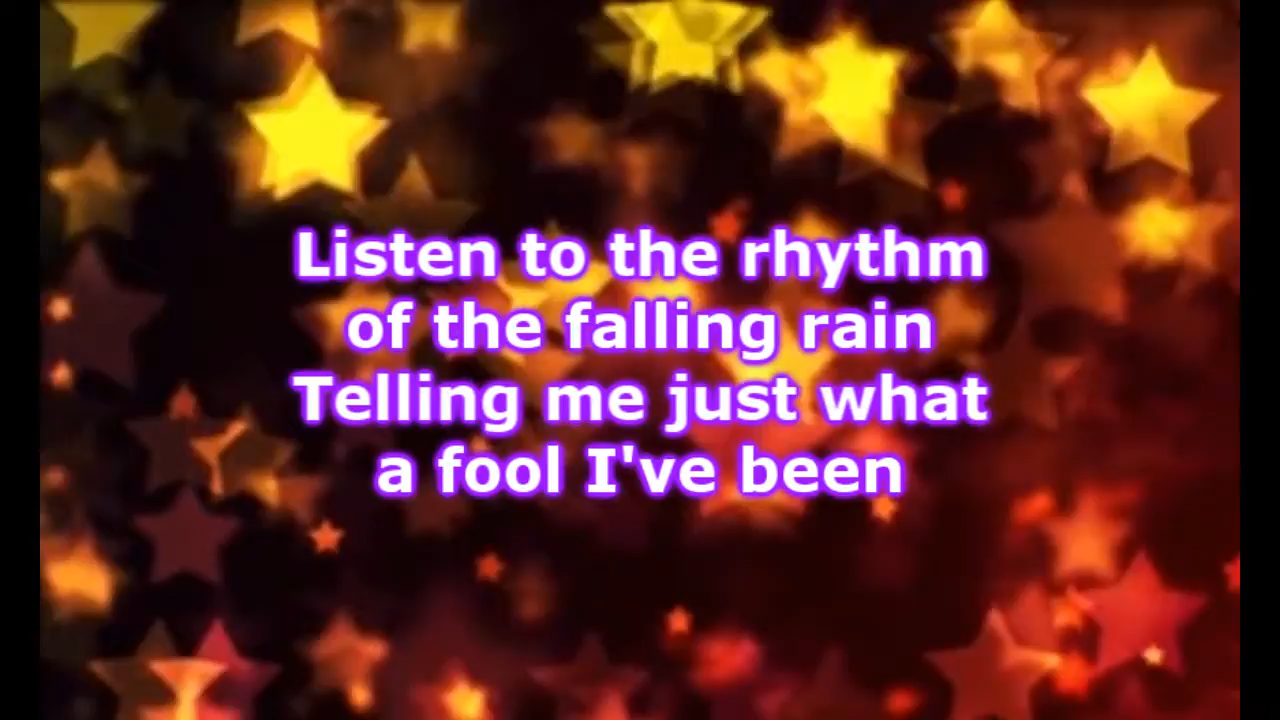 Listen to the rhythm
of the falling rain
Telling me just what
a fool I've been